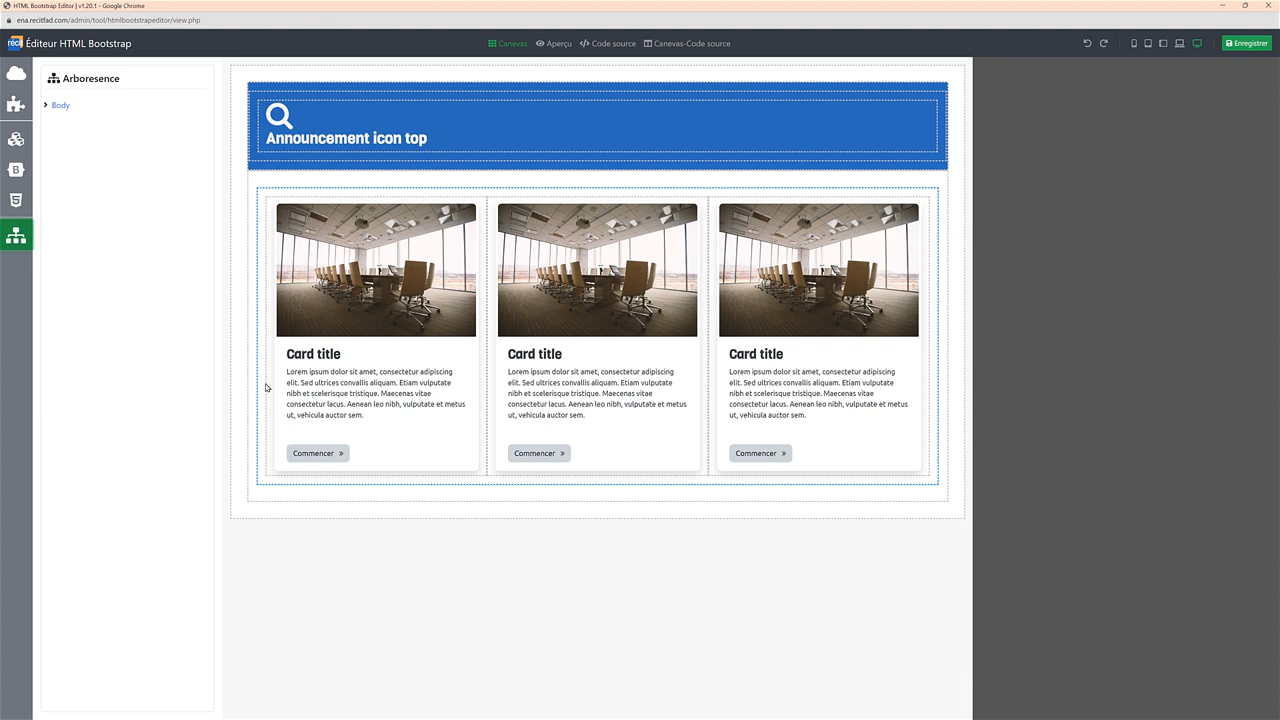 HTML Bootstrap Editor | v1.20.1 - Google Chrome
ena.recitfad.com/admin/tool/htmlbootstrapeditor/view.php
récit Éditeur HTML Bootstrap
Canevas Aperçu Code source Canevas-Code source
Enregistrer
Arboresence
Body
Announcement icon top
Card title
Lorem ipsum dolor sit amet, consectetur adipiscing
elit. Sed ultrices convallis aliquam. Etiam vulputate
nibh et scelerisque tristique. Maecenas vitae
consectetur lacus. Aenean leo nibh, vulputate et metus
ut, vehicula auctor sem.
Commencer »
Card title
Lorem ipsum dolor sit amet, consectetur adipiscing
elit. Sed ultrices convallis aliquam. Etiam vulputate
nibh et scelerisque tristique. Maecenas vitae
consectetur lacus. Aenean leo nibh, vulputate et metus
ut, vehicula auctor sem.
Commencer »
Card title
Lorem ipsum dolor sit amet, consectetur adipiscing
elit. Sed ultrices convallis aliquam. Etiam vulputate
nibh et scelerisque tristique. Maecenas vitae
consectetur lacus. Aenean leo nibh, vulputate et metus
ut, vehicula auctor sem.
Commencer »